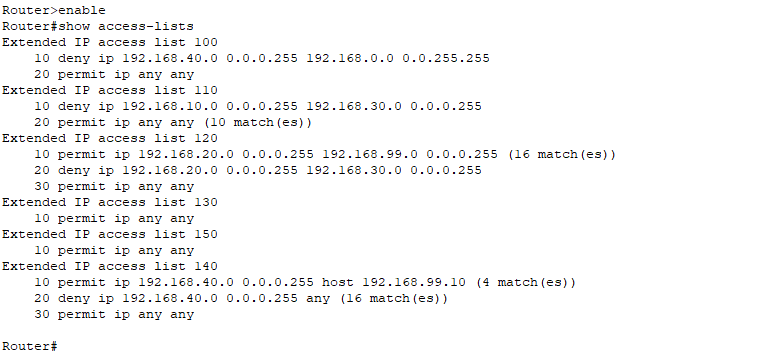 Router>enable
Router#show access-lists
Extended IP access list 100
    10 deny ip 192.168.40.0 0.0.0.255 192.168.0.0 0.0.255.255
    20 permit ip any any
Extended IP access list 110
    10 deny ip 192.168.10.0 0.0.0.255 192.168.30.0 0.0.0.255
    20 permit ip any any (10 match(es))
Extended IP access list 120
    10 permit ip 192.168.20.0 0.0.0.255 192.168.99.0 0.0.0.255 (16 match(es))
    20 deny ip 192.168.20.0 0.0.0.255 192.168.30.0 0.0.0.255
    30 permit ip any any
Extended IP access list 130
    10 permit ip any any
Extended IP access list 150
    10 permit ip any any
Extended IP access list 140
    10 permit ip 192.168.40.0 0.0.0.255 host 192.168.99.10 (4 match(es))
    20 deny ip 192.168.40.0 0.0.0.255 any (16 match(es))
    30 permit ip any any
Router#